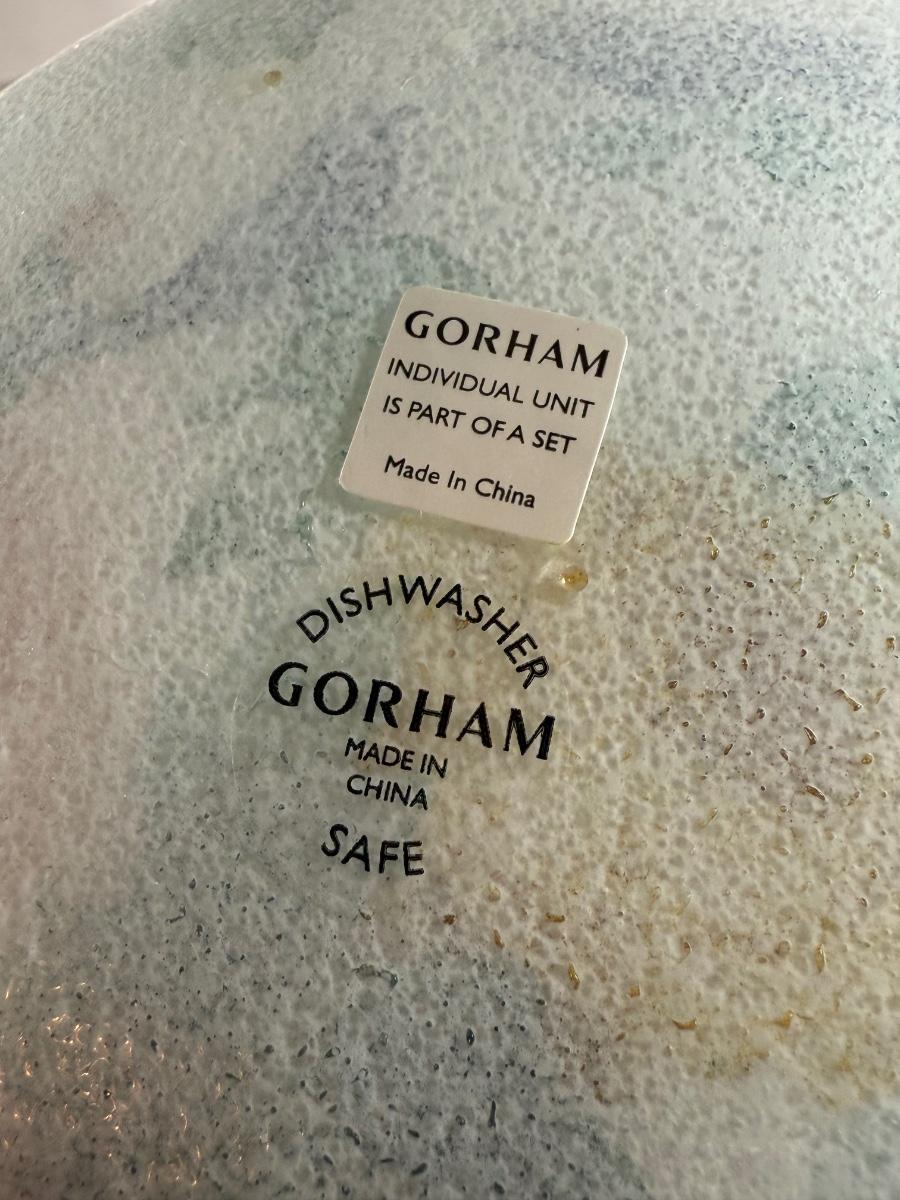 GORHAM
INDIVIDUAL UNIT
IS PART OF A SET
Made In China
DISHWASHER
GORHAM
MADE IN
CHINA
SAFE